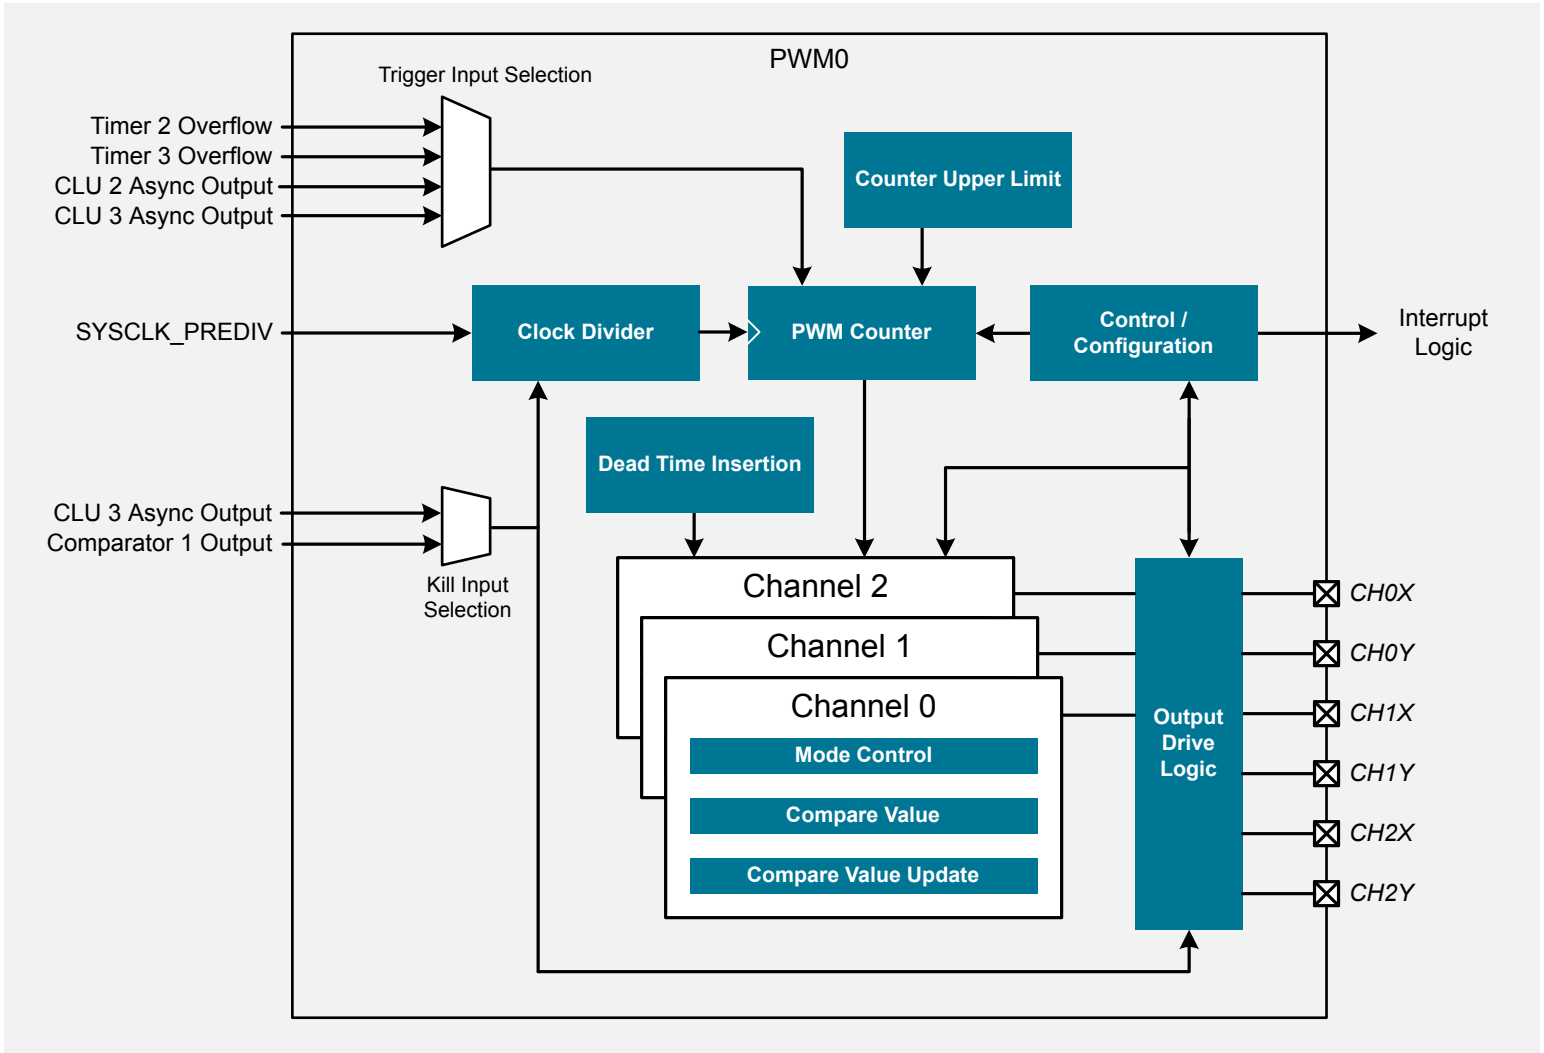 PWM0
Trigger Input Selection
Timer 2 Overflow
Timer 3 Overflow
CLU 2 Async Output
CLU 3 Async Output
Counter Upper Limit
SYSCLK_PREDIV
Clock Divider
PWM Counter
Control /
Configuration
Interrupt
Logic
Dead Time Insertion
CLU 3 Async Output
Comparator 1 Output
Kill Input
Selection
Channel 2
Channel 1
Channel 0
Mode Control
Compare Value
Compare Value Update
Output
Drive
Logic
CH0X
CH0Y
CH1X
CH1Y
CH2X
CH2Y